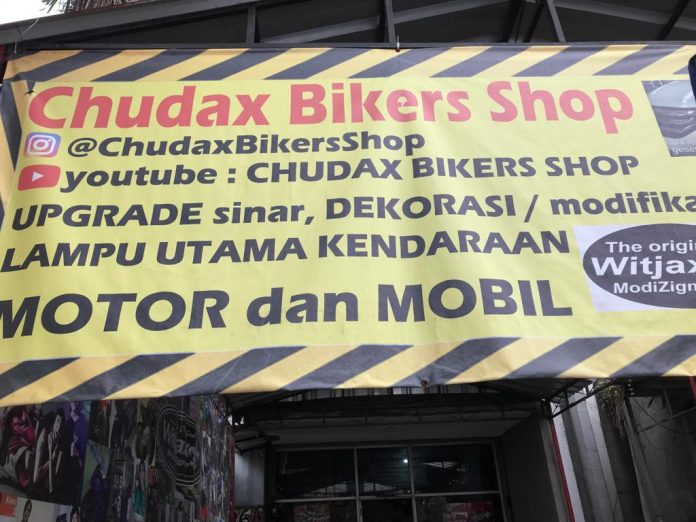 Chudax Bikers Shop
@ChudaxBikersShop
youtube : CHUDAX BIKERS SHOP
UPGRADE sinar, DEKORASI / modifika
LAMPU UTAMA KENDARAAN
MOTOR dan MOBIL
The origin
Witjax
ModiZign